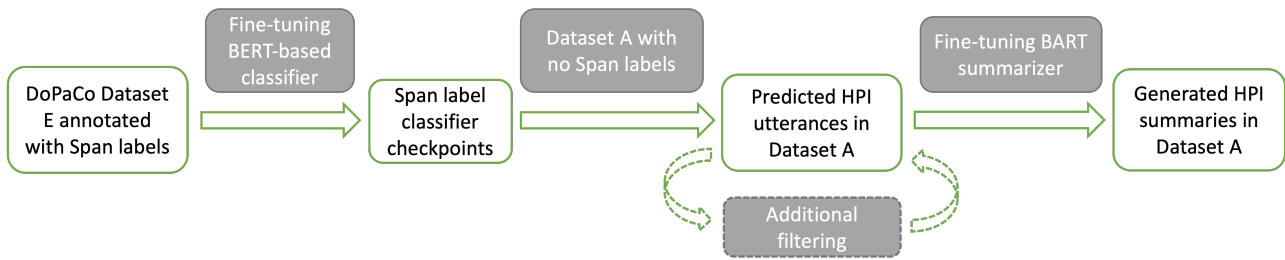 DoPaCo Dataset
E annotated
with Span labels
Fine-tuning
BERT-based
classifier
Span label
classifier
checkpoints
Dataset A with
no Span labels
Predicted HPI
utterances in
Dataset A
Additional
filtering
Fine-tuning BART
summarizer
Generated HPI
summaries in
Dataset A